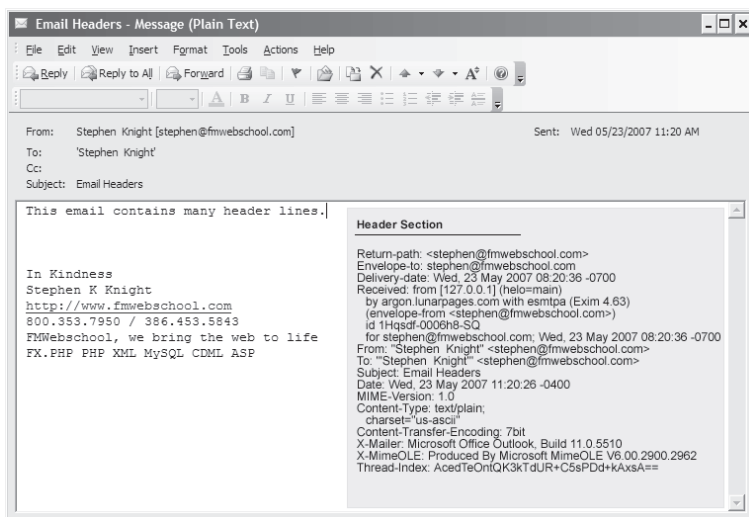 Email Headers - Message (Plain Text)
File Edit View Insert Format Tools Actions Help
Reply Reply to All Forward
A B I U
From: Stephen Knight [stephen@fmwebschool.com] Sent: Wed 05/23/2007 11:20 AM
To: 'Stephen Knight'
Cc:
Subject: Email Headers
This email contains many header lines.
In Kindness
Stephen K Knight
http://www.fmwebschool.com
800.353.7950 / 386.453.5843
FMWebschool, we bring the web to life
FX.PHP PHP XML MySQL CDML ASP
Header Section
Return-path: <stephen@fmwebschool.com>
Envelope-to: stephen@fmwebschool.com
Delivery-date: Wed, 23 May 2007 08:20:36 -0700
Received: from [127.0.0.1] (helo=main)
by argon.lunarpages.com with esmtpa (Exim 4.63)
(envelope-from <stephen@fmwebschool.com>)
id 1Hqsdf-0006h8-SQ
for stephen@fmwebschool.com; Wed, 23 May 2007 08:20:36 -0700
From: "Stephen Knight" <stephen@fmwebschool.com>
To: "'Stephen Knight'" <stephen@fmwebschool.com>
Subject: Email Headers
Date: Wed, 23 May 2007 11:20:26 -0400
MIME-Version: 1.0
Content-Type: text/plain;
charset="us-ascii"
Content-Transfer-Encoding: 7bit
X-Mailer: Microsoft Office Outlook, Build 11.0.5510
X-MimeOLE: Produced By Microsoft MimeOLE V6.00.2900.2962
Thread-Index: AcedTeOntQK3kTdUR+C5sPDd+kAxsA==